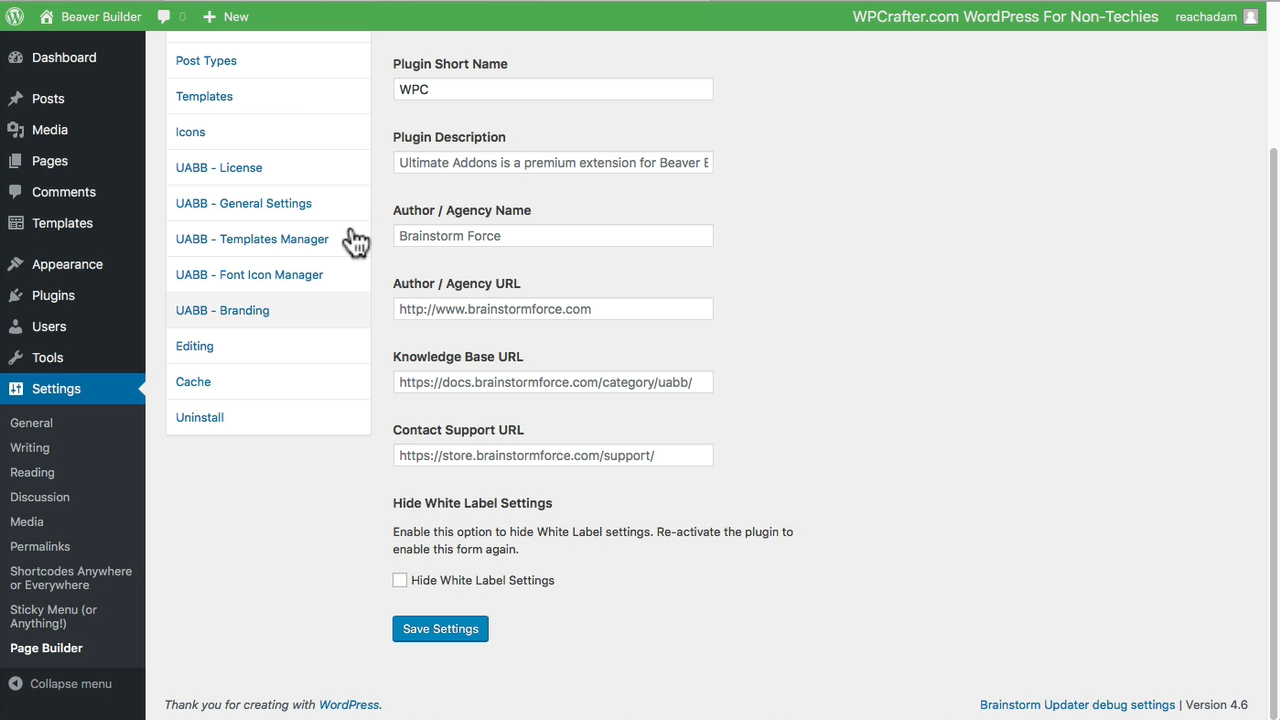 Beaver Builder
0
New
WPCrafter.com WordPress For Non-Techies
reachadam
Dashboard
Posts
Media
Pages
Comments
Templates
Appearance
Plugins
Users
Tools
Settings
General
Writing
Reading
Discussion
Media
Permalinks
Shortcodes Anywhere
or Everywhere
Sticky Menu (or
Anything!)
Page Builder
Collapse menu
Post Types
Templates
Icons
UABB - License
UABB - General Settings
UABB - Templates Manager
UABB - Font Icon Manager
UABB - Branding
Editing
Cache
Uninstall
Plugin Short Name
WPC
Plugin Description
Ultimate Addons is a premium extension for Beaver
Author / Agency Name
Brainstorm Force
Author / Agency URL
http://www.brainstormforce.com
Knowledge Base URL
https://docs.brainstormforce.com/category/uabb/
Contact Support URL
https://store.brainstormforce.com/support/
Hide White Label Settings
Enable this option to hide White Label settings. Re-activate the plugin to
enable this form again.
Hide White Label Settings
Save Settings
Thank you for creating with WordPress.
Brainstorm Updater debug settings | Version 4.6